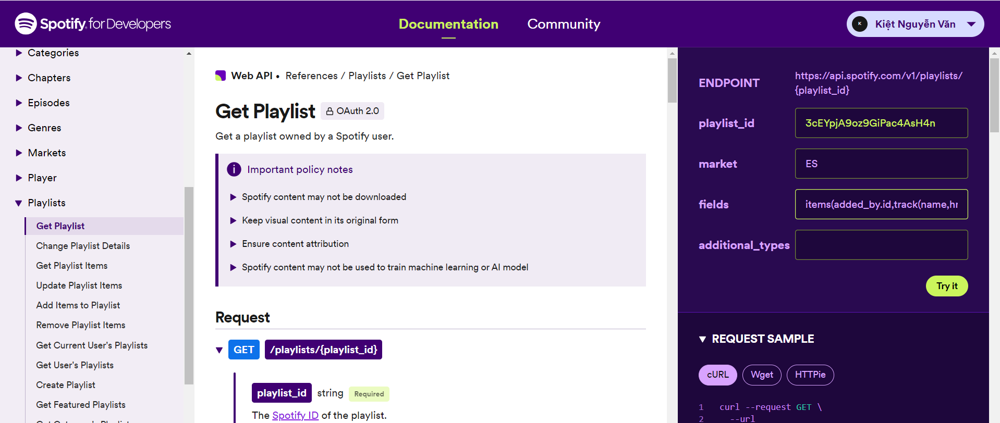 Spotify for Developers
Documentation
Community
K
Kiệt Nguyễn Văn
Categories
Chapters
Episodes
Genres
Markets
Player
Playlists
Get Playlist
Change Playlist Details
Get Playlist Items
Update Playlist Items
Add Items to Playlist
Remove Playlist Items
Get Current User's Playlists
Get User's Playlists
Create Playlist
Get Featured Playlists
Web API • References / Playlists / Get Playlist
Get Playlist
OAuth 2.0
Get a playlist owned by a Spotify user.
Important policy notes
Spotify content may not be downloaded
Keep visual content in its original form
Ensure content attribution
Spotify content may not be used to train machine learning or AI model
Request
GET /playlists/{playlist_id}
playlist_id string Required
The Spotify ID of the playlist.
ENDPOINT
https://api.spotify.com/v1/playlists/
{playlist_id}
playlist_id
3cEYpjA9oz9GiPac4AsH4n
market
ES
fields
items(added_by.id,track(name,hr
additional_types
Try it
REQUEST SAMPLE
cURL
Wget
HTTPie
1 curl --request GET \
2 --url